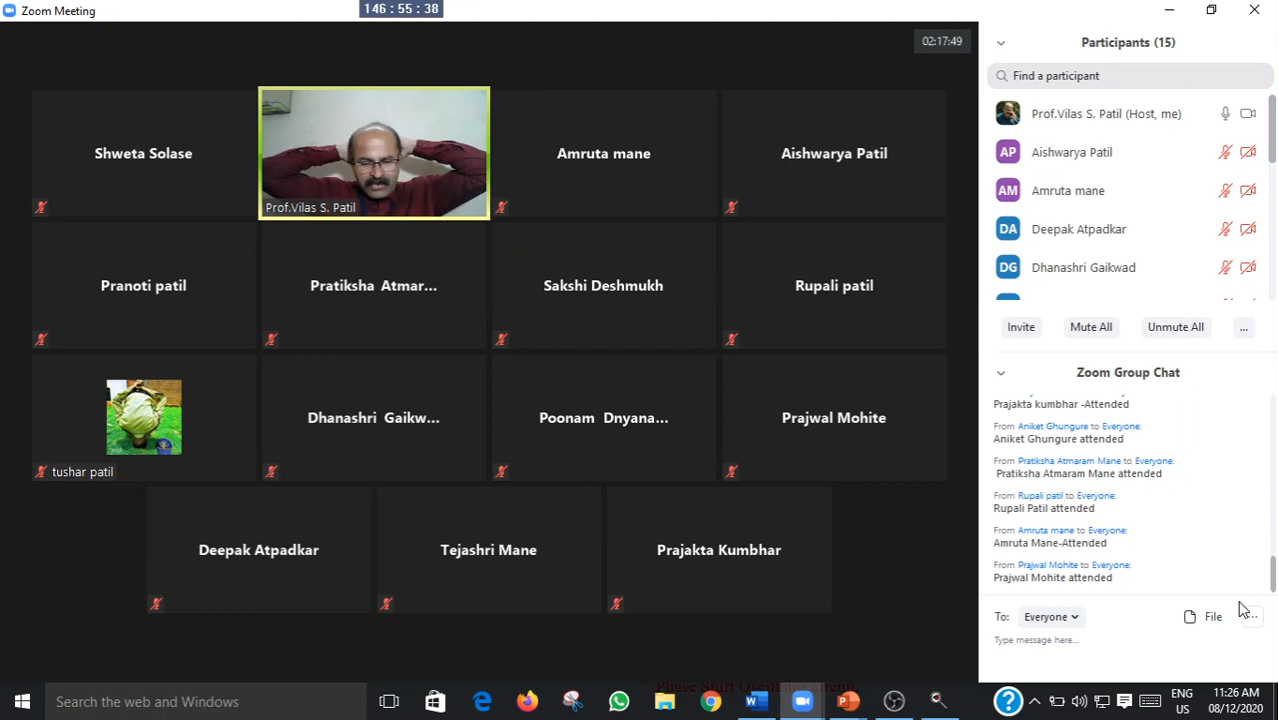 Zoom Meeting
146 : 55 : 38
02:17:49
Shweta Solase
Prof.Vilas S. Patil
Amruta mane
Aishwarya Patil
Pranoti patil
Pratiksha Atmar...
Sakshi Deshmukh
Rupali patil
tushar patil
Dhanashri Gaikw...
Poonam Dnyana...
Prajwal Mohite
Deepak Atpadkar
Tejashri Mane
Prajakta Kumbhar
Participants (15)
Find a participant
Prof.Vilas S. Patil (Host, me)
AP Aishwarya Patil
AM Amruta mane
DA Deepak Atpadkar
DG Dhanashri Gaikwad
Invite Mute All Unmute All ...
Zoom Group Chat
Prajakta kumbhar -Attended
From Aniket Ghungure to Everyone:
Aniket Ghungure attended
From Pratiksha Atmaram Mane to Everyone:
Pratiksha Atmaram Mane attended
From Rupali patil to Everyone:
Rupali Patil attended
From Amruta mane to Everyone:
Amruta Mane-Attended
From Prajwal Mohite to Everyone:
Prajwal Mohite attended
To: Everyone File ...
Type message here...
Phase Shift Oscillator circuit
Search the web and Windows
ENG
US
11:26 AM
08/12/2020